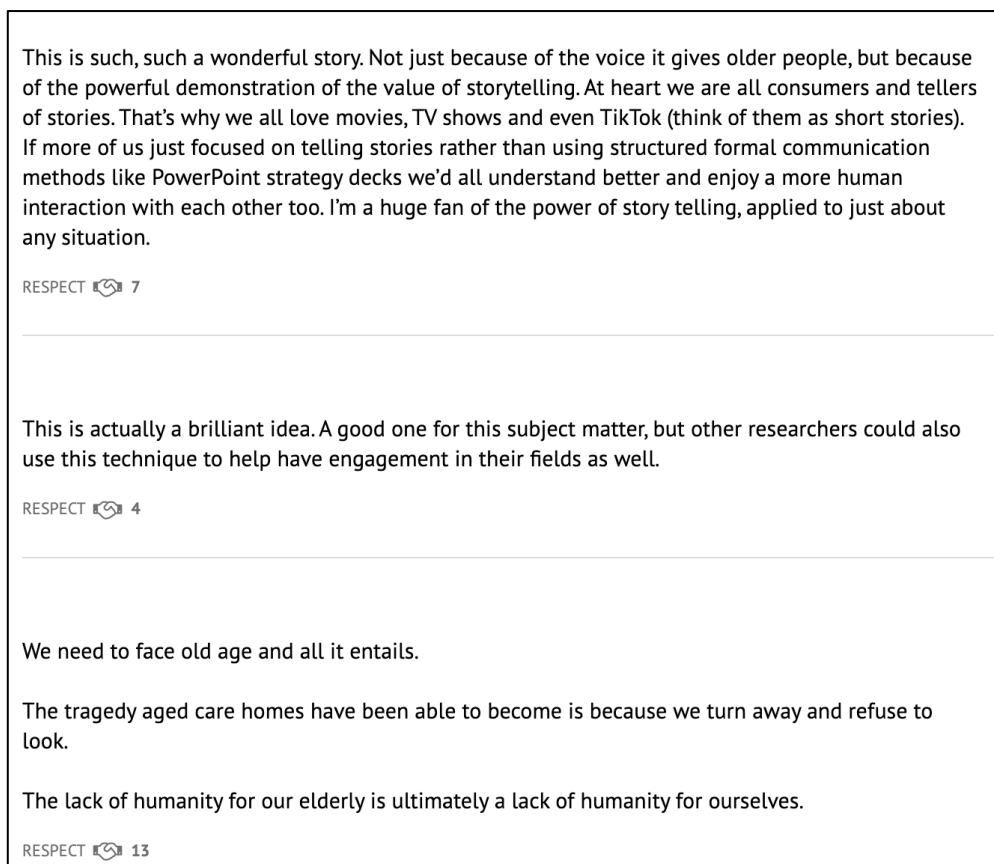 This is such, such a wonderful story. Not just because of the voice it gives older people, but because
of the powerful demonstration of the value of storytelling. At heart we are all consumers and tellers
of stories. That’s why we all love movies, TV shows and even TikTok (think of them as short stories).
If more of us just focused on telling stories rather than using structured formal communication
methods like PowerPoint strategy decks we’d all understand better and enjoy a more human
interaction with each other too. I’m a huge fan of the power of story telling, applied to just about
any situation.
RESPECT 7
This is actually a brilliant idea. A good one for this subject matter, but other researchers could also
use this technique to help have engagement in their fields as well.
RESPECT 4
We need to face old age and all it entails.
The tragedy aged care homes have been able to become is because we turn away and refuse to
look.
The lack of humanity for our elderly is ultimately a lack of humanity for ourselves.
RESPECT 13